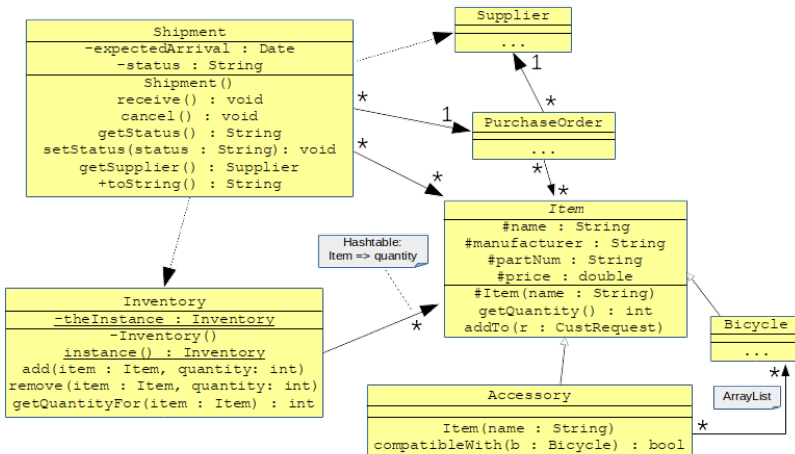 Shipment
-expectedArrival : Date
-status : String
Shipment()
receive() : void
cancel() : void
getStatus() : String
setStatus(status : String): void
getSupplier() : Supplier
+toString() : String
Supplier
...
1
*
*
1
PurchaseOrder
...
*
*
*
*
Item
#name : String
#manufacturer : String
#partNum : String
#price : double
#Item(name : String)
getQuantity() : int
addTo(r : CustRequest)
Hashtable:
Item => quantity
*
Inventory
-theInstance : Inventory
-Inventory()
instance() : Inventory
add(item : Item, quantity: int)
remove(item : Item, quantity: int)
getQuantityFor(item : Item) : int
Bicycle
...
*
ArrayList
*
Accessory
Item(name : String)
compatibleWith(b : Bicycle) : bool